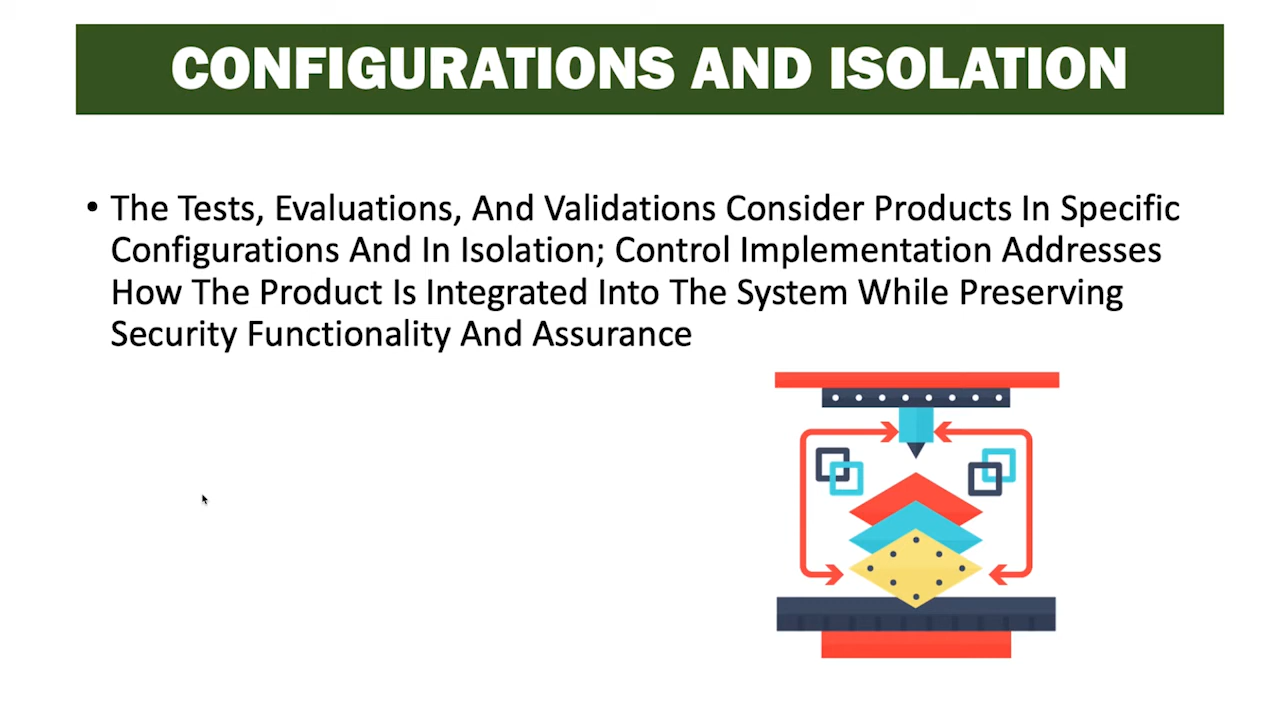 CONFIGURATIONS AND ISOLATION
• The Tests, Evaluations, And Validations Consider Products In Specific
Configurations And In Isolation; Control Implementation Addresses
How The Product Is Integrated Into The System While Preserving
Security Functionality And Assurance